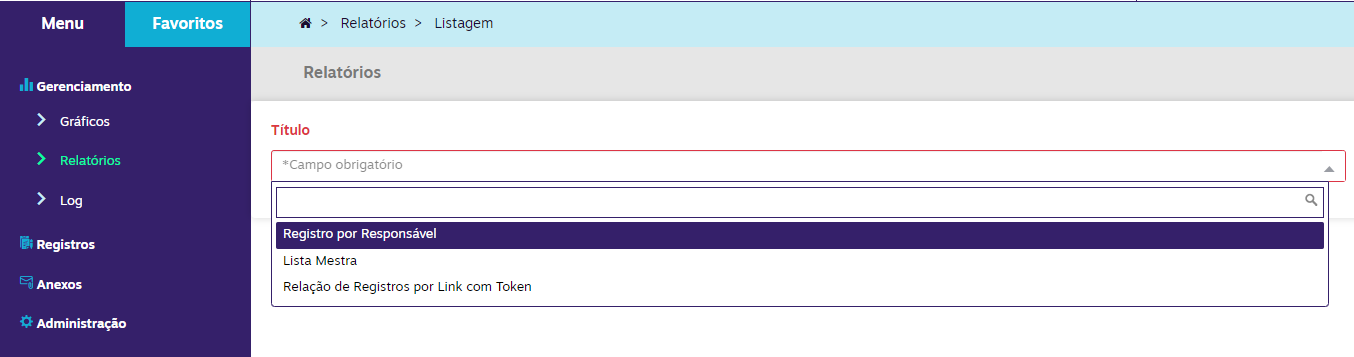 Menu
Favoritos
> Relatórios > Listagem
Gerenciamento
Gráficos
Relatórios
Log
Registros
Anexos
Administração
Relatórios
Título
*Campo obrigatório
Registro por Responsável
Lista Mestra
Relação de Registros por Link com Token